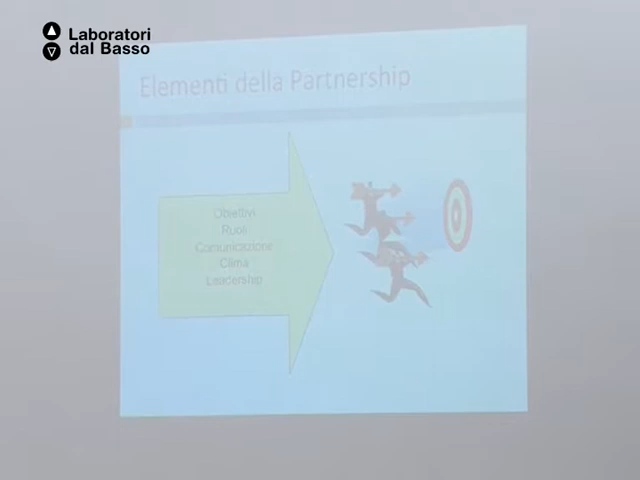 Laboratori
dal Basso
Elementi della Partnership
Obiettivi
Ruoli
Comunicazione
Clima
Leadership